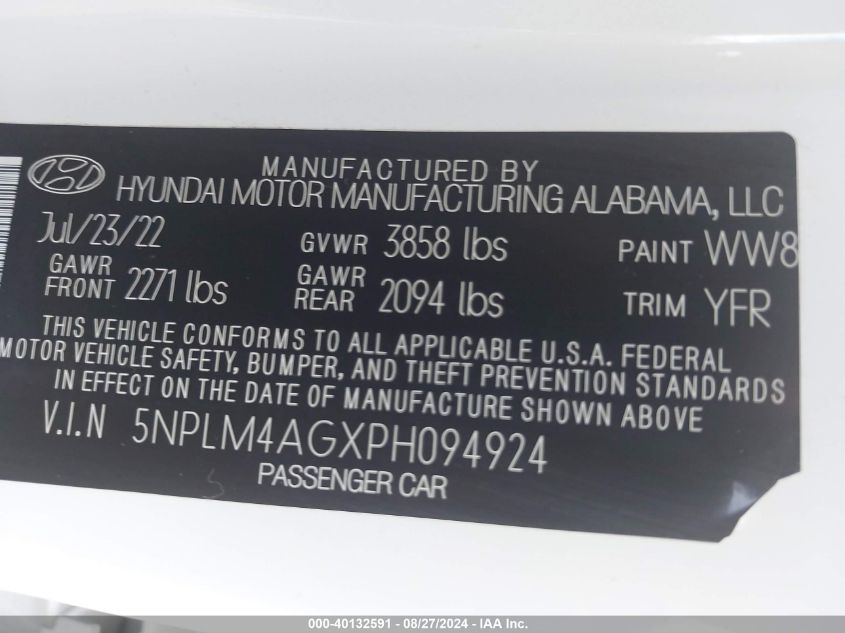 MANUFACTURED BY
HYUNDAI MOTOR MANUFACTURING ALABAMA, LLC
Jul/23/22 GVWR 3858 lbs PAINT WW8
GAWR FRONT 2271 lbs GAWR REAR 2094 lbs TRIM YFR
THIS VEHICLE CONFORMS TO ALL APPLICABLE U.S.A. FEDERAL
MOTOR VEHICLE SAFETY, BUMPER, AND THEFT PREVENTION STANDARDS
IN EFFECT ON THE DATE OF MANUFACTURE SHOWN ABOVE
V.I.N 5NPLM4AGXPH094924
PASSENGER CAR
000-40132591 - 08/27/2024 - IAA Inc.